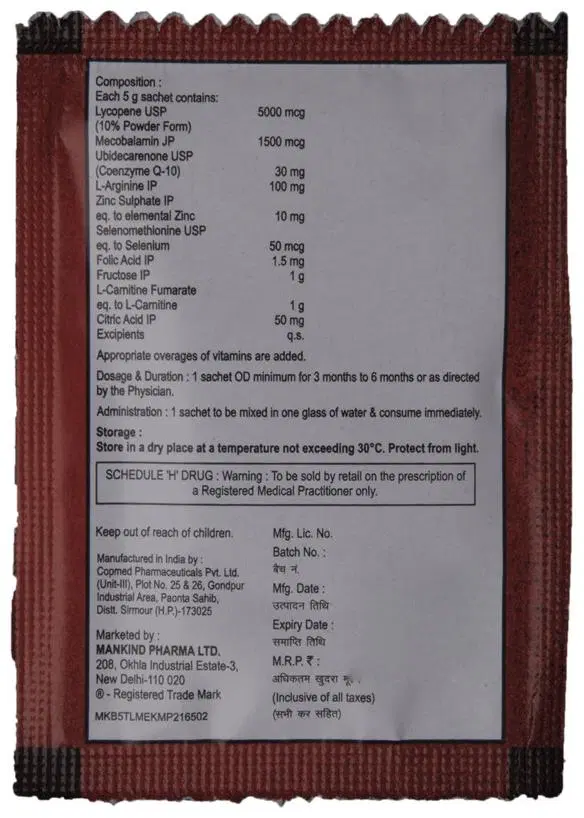 Composition :
Each 5 g sachet contains:
Lycopene USP 5000 mcg
(10% Powder Form)
Mecobalamin JP 1500 mcg
Ubidecarenone USP
(Coenzyme Q-10) 30 mg
L-Arginine IP 100 mg
Zinc Sulphate IP
eq. to elemental Zinc 10 mg
Selenomethionine USP
eq. to Selenium 50 mcg
Folic Acid IP 1.5 mg
Fructose IP 1 g
L-Carnitine Fumarate
eq. to L-Carnitine 1 g
Citric Acid IP 50 mg
Excipients q.s.
Appropriate overages of vitamins are added.
Dosage & Duration : 1 sachet OD minimum for 3 months to 6 months or as directed
by the Physician.
Administration : 1 sachet to be mixed in one glass of water & consume immediately.
Storage :
Store in a dry place at a temperature not exceeding 30°C. Protect from light.
SCHEDULE 'H' DRUG : Warning : To be sold by retail on the prescription of
a Registered Medical Practitioner only.
Keep out of reach of children.
Manufactured in India by :
Copmed Pharmaceuticals Pvt. Ltd.
(Unit-III), Plot No. 25 & 26, Gondpur
Industrial Area, Paonta Sahib,
Distt. Sirmour (H.P.)-173025
Marketed by :
MANKIND PHARMA LTD.
208, Okhla Industrial Estate-3,
New Delhi-110 020
® - Registered Trade Mark
MKB5TLMEKMP216502
Mfg. Lic. No.
Batch No. :
बैच नं.
Mfg. Date :
उत्पादन तिथि
Expiry Date :
समाप्ति तिथि
M.R.P. ₹ :
अधिकतम खुदरा मू. .
(Inclusive of all taxes)
(सभी कर सहित)